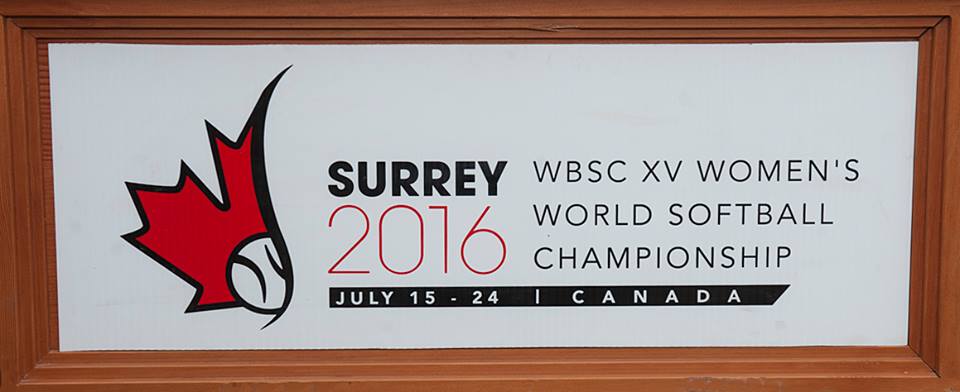 SURREY
2016
WBSC XV WOMEN'S
WORLD SOFTBALL
CHAMPIONSHIP
JULY 15 - 24 | CANADA